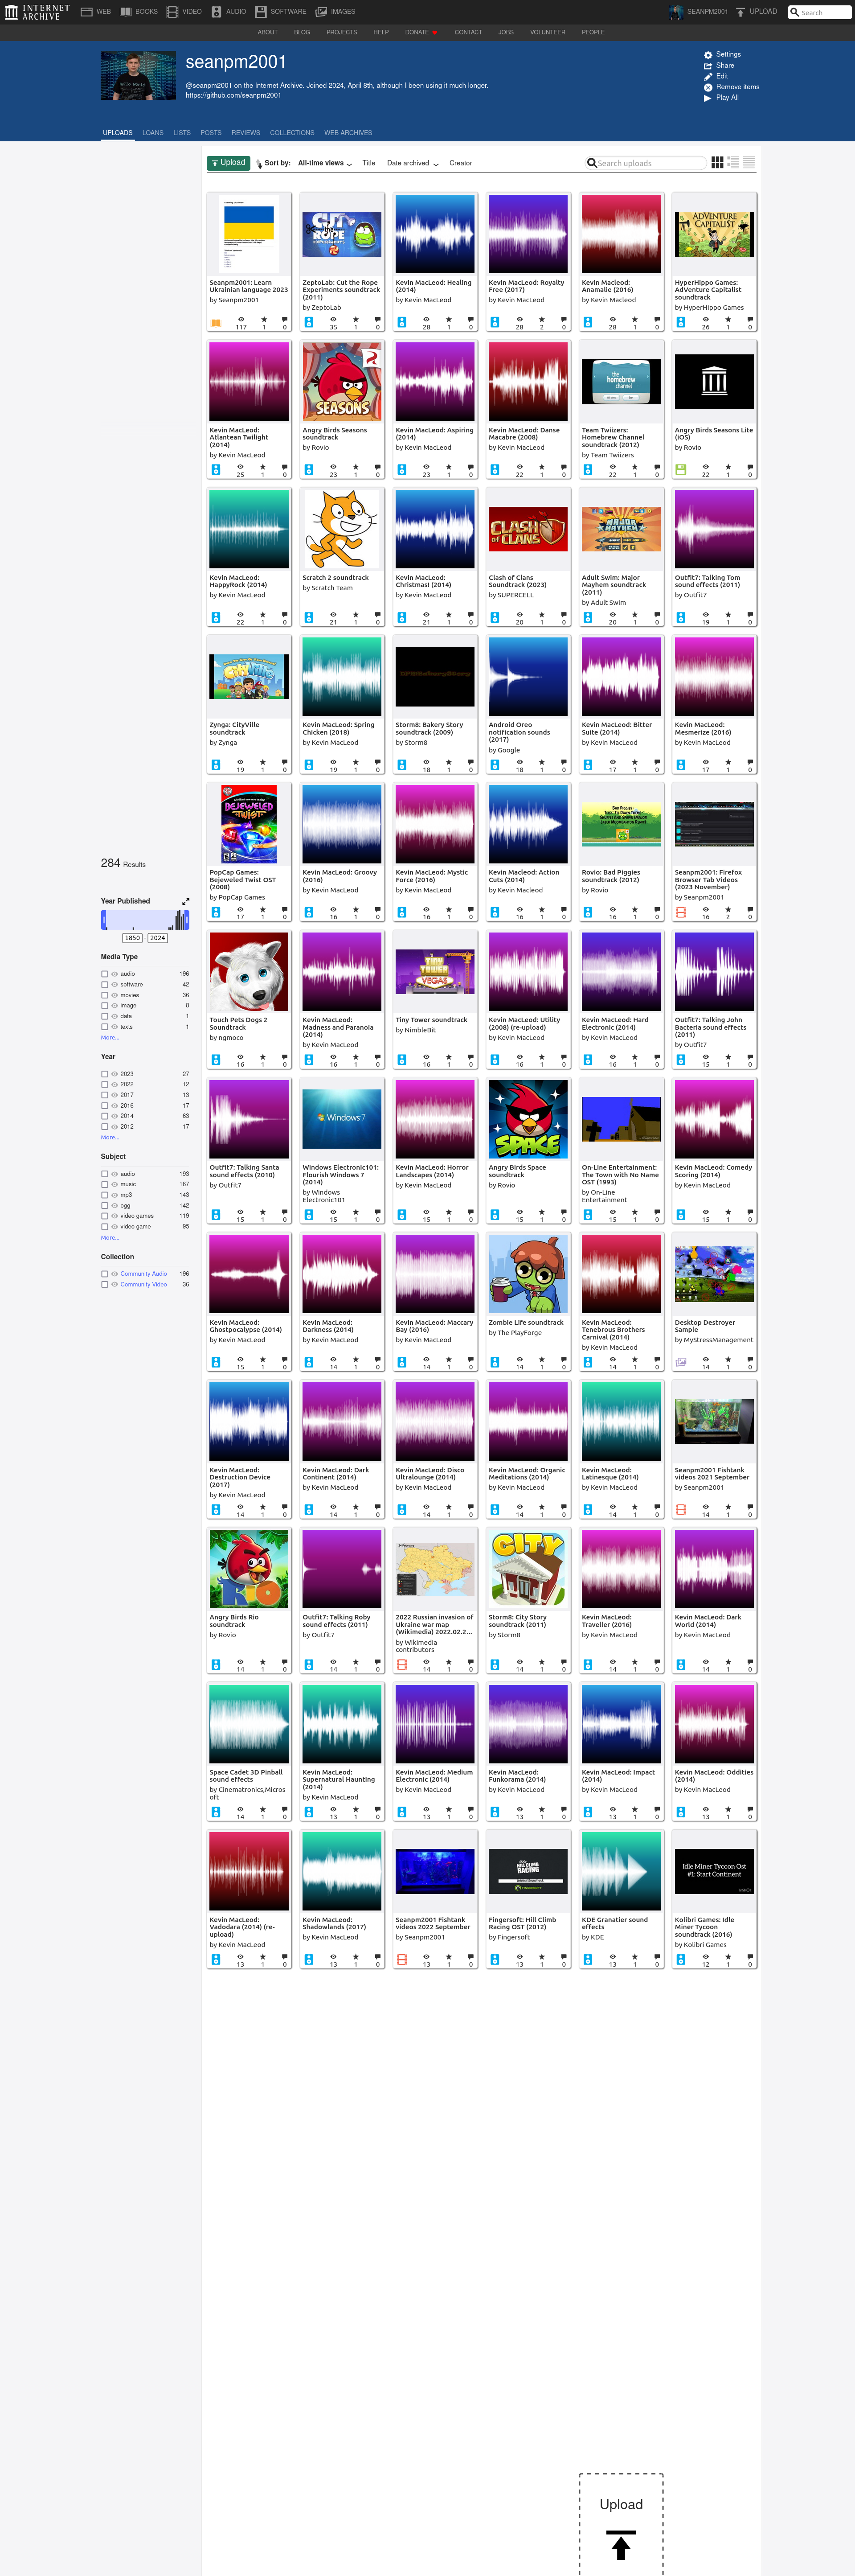 INTERNET ARCHIVE
WEB BOOKS VIDEO AUDIO SOFTWARE IMAGES
SEANPM2001 UPLOAD Search
ABOUT BLOG PROJECTS HELP DONATE CONTACT JOBS VOLUNTEER PEOPLE
seanpm2001
@seanpm2001 on the Internet Archive. Joined 2024, April 8th, although I been using it much longer.
https://github.com/seanpm2001
Settings
Share
Edit
Remove items
Play All
UPLOADS LOANS LISTS POSTS REVIEWS COLLECTIONS WEB ARCHIVES
Upload Sort by: All-time views Title Date archived Creator Search uploads
284 Results
Year Published
1850 - 2024
Media Type
audio 196
software 42
movies 36
image 8
data 1
texts 1
More...
Year
2023 27
2022 12
2017 13
2016 17
2014 63
2012 17
More...
Subject
audio 193
music 167
mp3 143
ogg 142
video games 119
video game 95
More...
Collection
Community Audio 196
Community Video 36
Seanpm2001: Learn Ukrainian language 2023
by Seanpm2001
117 1 0
ZeptoLab: Cut the Rope Experiments soundtrack (2011)
by ZeptoLab
35 1 0
Kevin MacLeod: Healing (2014)
by Kevin MacLeod
28 1 0
Kevin MacLeod: Royalty Free (2017)
by Kevin MacLeod
28 2 0
Kevin Macleod: Anamalie (2016)
by Kevin Macleod
28 1 0
HyperHippo Games: AdVenture Capitalist soundtrack
by HyperHippo Games
26 1 0
Kevin MacLeod: Atlantean Twilight (2014)
by Kevin MacLeod
25 1 0
Angry Birds Seasons soundtrack
by Rovio
23 1 0
Kevin MacLeod: Aspiring (2014)
by Kevin MacLeod
23 1 0
Kevin MacLeod: Danse Macabre (2008)
by Kevin MacLeod
22 1 0
Team Twiizers: Homebrew Channel soundtrack (2012)
by Team Twiizers
22 1 0
Angry Birds Seasons Lite (iOS)
by Rovio
22 1 0
Kevin MacLeod: HappyRock (2014)
by Kevin MacLeod
22 1 0
Scratch 2 soundtrack
by Scratch Team
21 1 0
Kevin MacLeod: Christmas! (2014)
by Kevin MacLeod
21 1 0
Clash of Clans Soundtrack (2023)
by SUPERCELL
20 1 0
Adult Swim: Major Mayhem soundtrack (2011)
by Adult Swim
20 1 0
Outfit7: Talking Tom sound effects (2011)
by Outfit7
19 1 0
Zynga: CityVille soundtrack
by Zynga
19 1 0
Kevin MacLeod: Spring Chicken (2018)
by Kevin MacLeod
19 1 0
Storm8: Bakery Story soundtrack (2009)
by Storm8
18 1 0
Android Oreo notification sounds (2017)
by Google
18 1 0
Kevin MacLeod: Bitter Suite (2014)
by Kevin MacLeod
17 1 0
Kevin MacLeod: Mesmerize (2016)
by Kevin MacLeod
17 1 0
PopCap Games: Bejeweled Twist OST (2008)
by PopCap Games
17 1 0
Kevin MacLeod: Groovy (2016)
by Kevin MacLeod
16 1 0
Kevin MacLeod: Mystic Force (2016)
by Kevin MacLeod
16 1 0
Kevin Macleod: Action Cuts (2014)
by Kevin Macleod
16 1 0
Rovio: Bad Piggies soundtrack (2012)
by Rovio
16 1 0
Seanpm2001: Firefox Browser Tab Videos (2023 November)
by Seanpm2001
16 2 0
Touch Pets Dogs 2 Soundtrack
by ngmoco
16 1 0
Kevin MacLeod: Madness and Paranoia (2014)
by Kevin MacLeod
16 1 0
Tiny Tower soundtrack
by NimbleBit
16 1 0
Kevin MacLeod: Utility (2008) (re-upload)
by Kevin MacLeod
16 1 0
Kevin MacLeod: Hard Electronic (2014)
by Kevin MacLeod
16 1 0
Outfit7: Talking John Bacteria sound effects (2011)
by Outfit7
15 1 0
Outfit7: Talking Santa sound effects (2010)
by Outfit7
15 1 0
Windows Electronic101: Flourish Windows 7 (2014)
by Windows Electronic101
15 1 0
Kevin MacLeod: Horror Landscapes (2014)
by Kevin MacLeod
15 1 0
Angry Birds Space soundtrack
by Rovio
15 1 0
On-Line Entertainment: The Town with No Name OST (1993)
by On-Line Entertainment
15 1 0
Kevin MacLeod: Comedy Scoring (2014)
by Kevin MacLeod
15 1 0
Kevin MacLeod: Ghostpocalypse (2014)
by Kevin MacLeod
15 1 0
Kevin MacLeod: Darkness (2014)
by Kevin MacLeod
14 1 0
Kevin MacLeod: Maccary Bay (2016)
by Kevin MacLeod
14 1 0
Zombie Life soundtrack
by The PlayForge
14 1 0
Kevin MacLeod: Tenebrous Brothers Carnival (2014)
by Kevin MacLeod
14 1 0
Desktop Destroyer Sample
by MyStressManagement
14 1 0
Kevin MacLeod: Destruction Device (2017)
by Kevin MacLeod
14 1 0
Kevin MacLeod: Dark Continent (2014)
by Kevin MacLeod
14 1 0
Kevin MacLeod: Disco Ultralounge (2014)
by Kevin MacLeod
14 1 0
Kevin MacLeod: Organic Meditations (2014)
by Kevin MacLeod
14 1 0
Kevin MacLeod: Latinesque (2014)
by Kevin MacLeod
14 1 0
Seanpm2001 Fishtank videos 2021 September
by Seanpm2001
14 1 0
Angry Birds Rio soundtrack
by Rovio
14 1 0
Outfit7: Talking Roby sound effects (2011)
by Outfit7
14 1 0
2022 Russian invasion of Ukraine war map (Wikimedia) 2022.02.2...
by Wikimedia contributors
14 1 0
Storm8: City Story soundtrack (2011)
by Storm8
14 1 0
Kevin MacLeod: Traveller (2016)
by Kevin MacLeod
14 1 0
Kevin MacLeod: Dark World (2014)
by Kevin MacLeod
14 1 0
Space Cadet 3D Pinball sound effects
by Cinematronics,Microsoft
14 1 0
Kevin MacLeod: Supernatural Haunting (2014)
by Kevin MacLeod
13 1 0
Kevin MacLeod: Medium Electronic (2014)
by Kevin MacLeod
13 1 0
Kevin MacLeod: Funkorama (2014)
by Kevin MacLeod
13 1 0
Kevin MacLeod: Impact (2014)
by Kevin MacLeod
13 1 0
Kevin MacLeod: Oddities (2014)
by Kevin MacLeod
13 1 0
Kevin MacLeod: Vadodara (2014) (re-upload)
by Kevin MacLeod
13 1 0
Kevin MacLeod: Shadowlands (2017)
by Kevin MacLeod
13 1 0
Seanpm2001 Fishtank videos 2022 September
by Seanpm2001
13 1 0
Fingersoft: Hill Climb Racing OST (2012)
by Fingersoft
13 1 0
KDE Granatier sound effects
by KDE
13 1 0
Idle Miner Tycoon Ost
#1: Start Continent
Kolibri Games: Idle Miner Tycoon soundtrack (2016)
by Kolibri Games
12 1 0
Upload